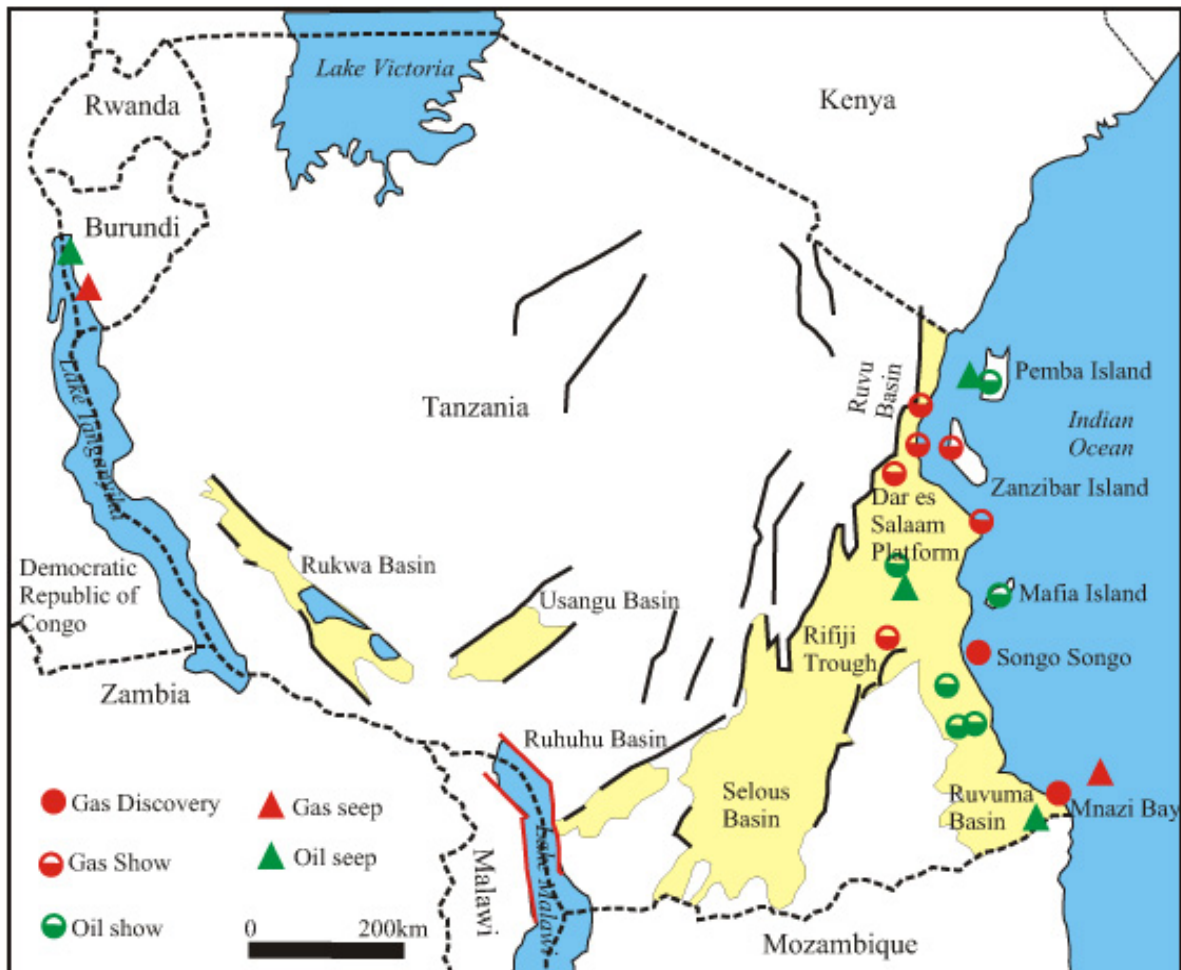 Lake Victoria
Rwanda
Kenya
Burundi
Lake Tanganyika
Tanzania
Ruvu
Basin
Pemba Island
Indian
Ocean
Zanzibar Island
Dar es
Salaam
Platform
Democratic
Republic of
Congo
Rukwa Basin
Usangu Basin
Mafia Island
Rifiji
Trough
Songo Songo
Zambia
Ruhuhu Basin
Selous
Basin
Ruvuma
Basin
Mnazi Bay
Malawi
Lake Malawi
Mozambique
Gas Discovery
Gas seep
Gas Show
Oil seep
Oil show
0 200km